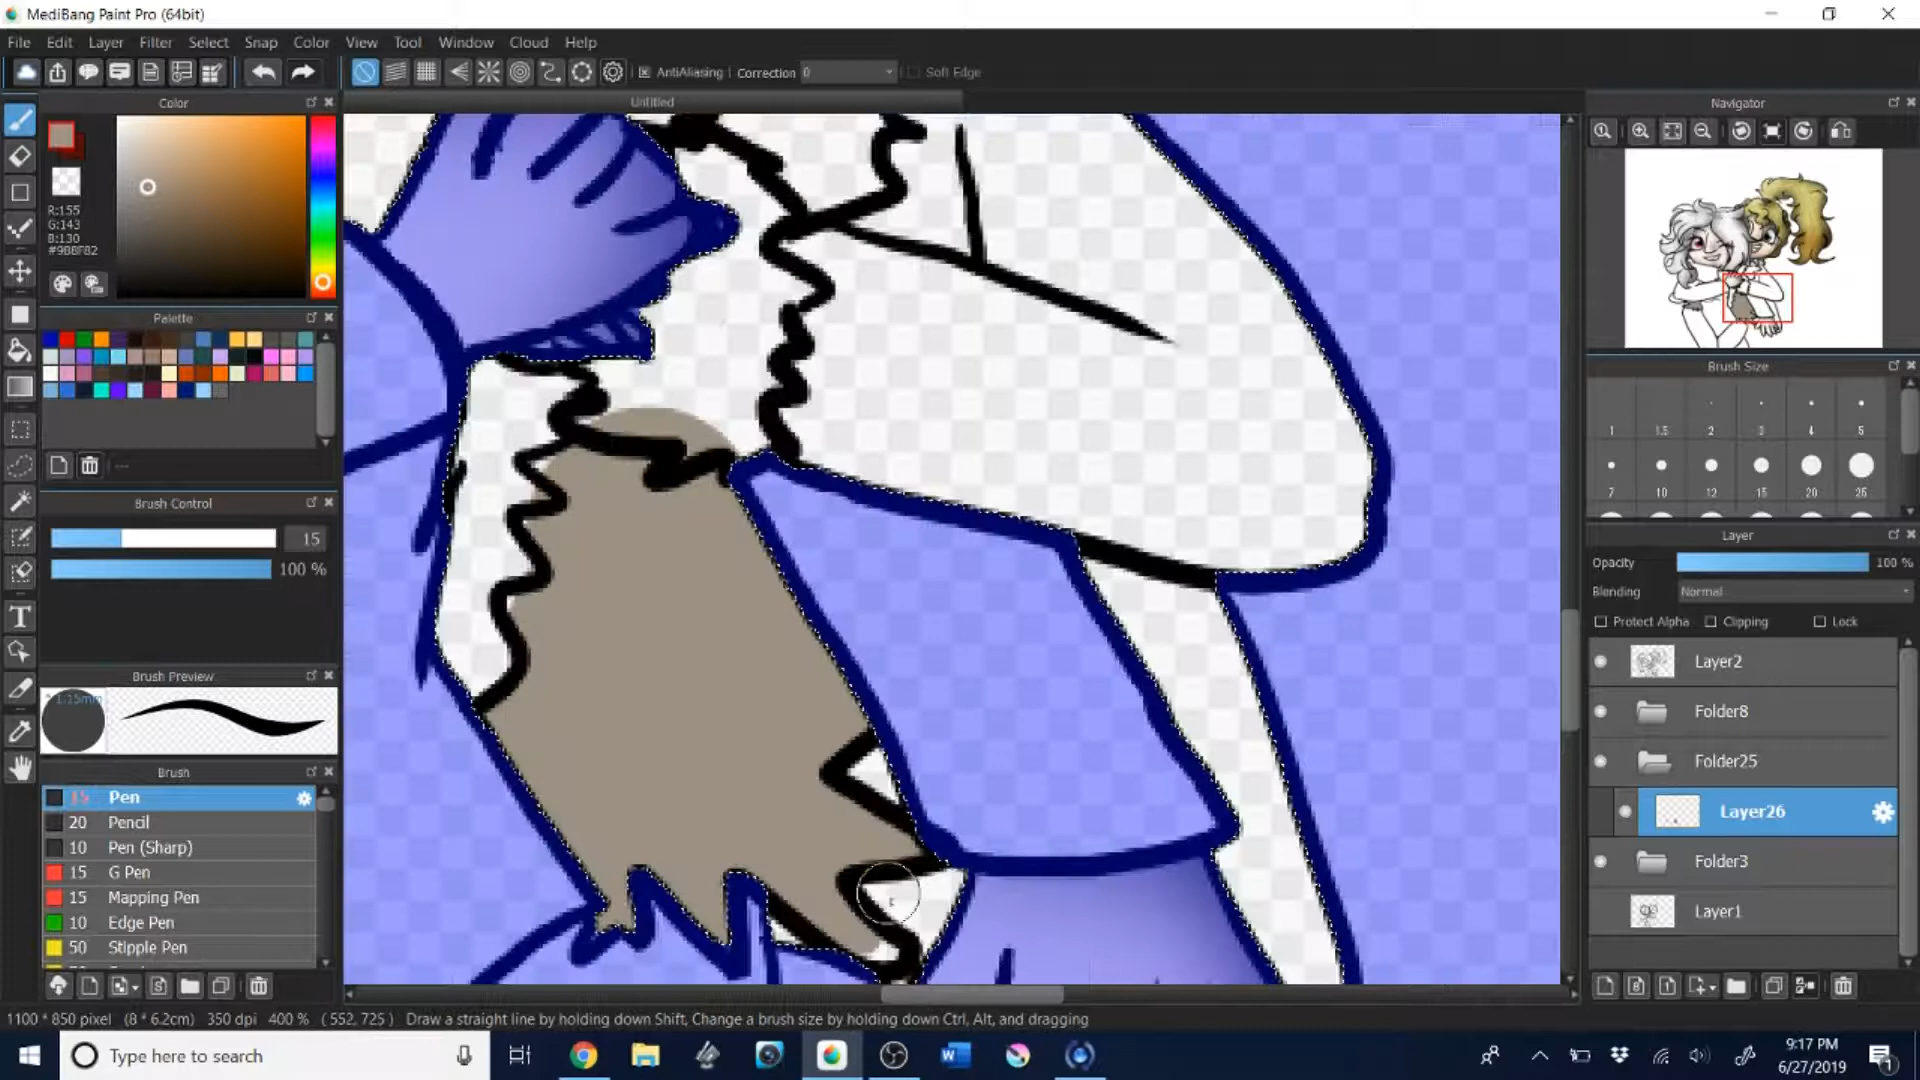 MediBang Paint Pro (64bit)
File Edit Layer Filter Select Snap Color View Tool Window Cloud Help
AntiAliasing Correction 0 Soft Edge
Color
Untitled
Navigator
R:155
G:143
B:130
#9B8F82
Palette
Brush Size
1 1.5 2 3 4 5
7 10 12 15 20 25
---
Brush Control
15
100 %
Layer
Opacity 100 %
Blending Normal
Protect Alpha Clipping Lock
Layer2
Folder8
Folder25
Layer26
Folder3
Layer1
Brush Preview
1.15mm
Brush
15 Pen
20 Pencil
10 Pen (Sharp)
15 G Pen
15 Mapping Pen
10 Edge Pen
50 Stipple Pen
1100 * 850 pixel (8 * 6.2cm) 350 dpi 400 % ( 552, 725 ) Draw a straight line by holding down Shift, Change a brush size by holding down Ctrl, Alt, and dragging
Type here to search
9:17 PM
6/27/2019
1